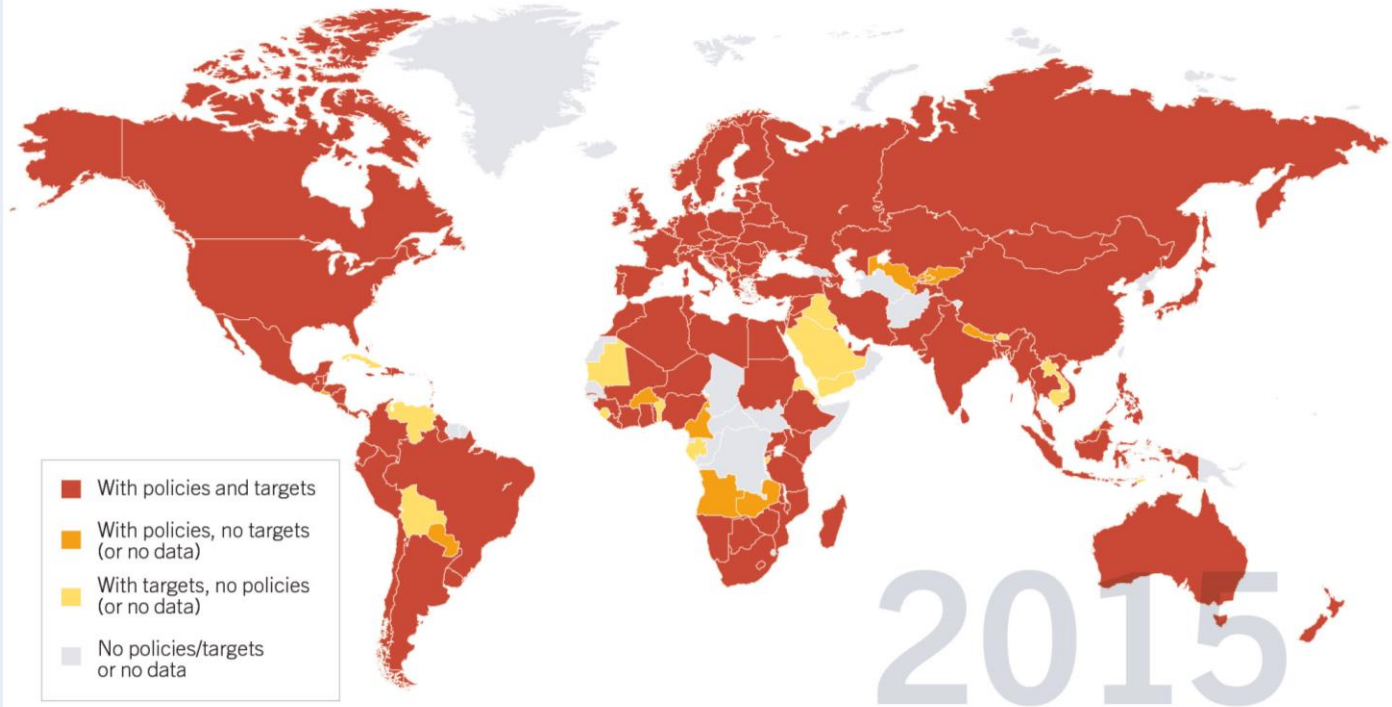 With policies and targets
With policies, no targets
(or no data)
With targets, no policies
(or no data)
No policies/targets
or no data
2015